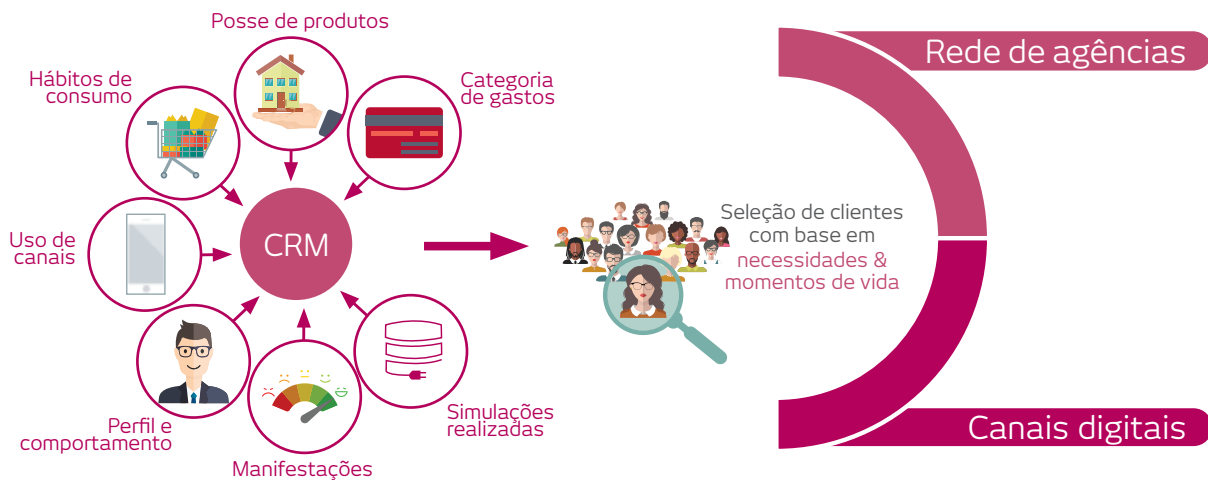 Posse de produtos
Hábitos de
consumo
Categoria
de gastos
Uso de
canais
CRM
Perfil e
comportamento
Manifestações
Simulações
realizadas
Seleção de clientes
com base em
necessidades &
momentos de vida
Rede de agências
Canais digitais